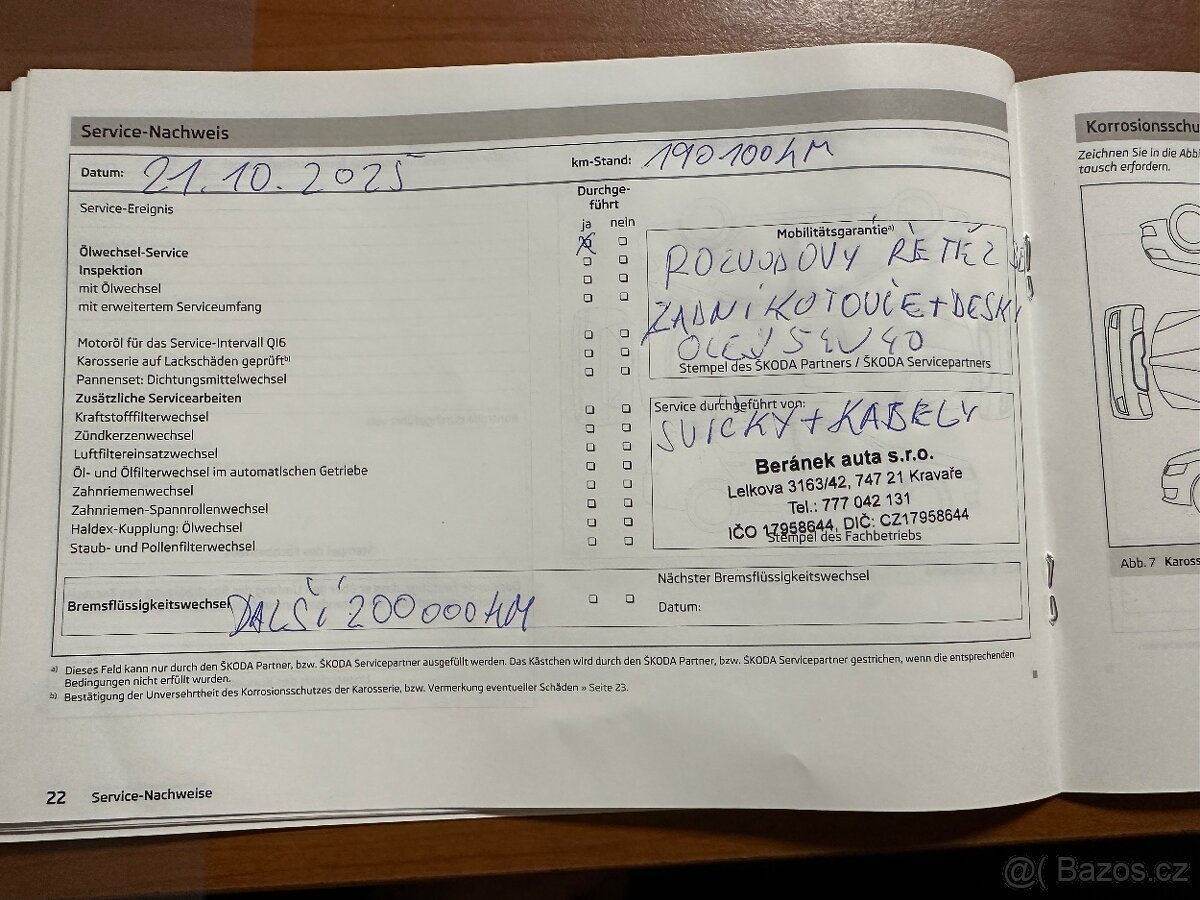 Service-Nachweis
Datum: 21.10.2025
km-Stand: 190100KM
Service-Ereignis
Durchge-
führt
ja nein
Ölwechsel-Service
Inspektion
mit Ölwechsel
mit erweitertem Serviceumfang
Motoröl für das Service-Intervall QI6
Karosserie auf Lackschäden geprüft b)
Pannenset: Dichtungsmittelwechsel
Zusätzliche Servicearbeiten
Kraftstofffilterwechsel
Zündkerzenwechsel
Luftfiltereinsatzwechsel
Öl- und Ölfilterwechsel im automatischen Getriebe
Zahnriemenwechsel
Zahnriemen-Spannrollenwechsel
Haldex-Kupplung: Ölwechsel
Staub- und Pollenfilterwechsel
Mobilitätsgarantie a)
ROZVODOVY ŘETĚZ
ZADNÍ KOTOUČE + DESKY
OLEJ 5W40
Stempel des ŠKODA Partners / ŠKODA Servicepartners
Service durchgeführt von:
SVÍČKY + KABELY
Beránek auta s.r.o.
Lelkova 3163/42, 747 21 Kravaře
Tel.: 777 042 131
IČO 17958644, DIČ: CZ17958644
Stempel des Fachbetriebs
Bremsflüssigkeitswechsel
DALŠÍ 200000KM
Nächster Bremsflüssigkeitswechsel
Datum:
a) Dieses Feld kann nur durch den ŠKODA Partner, bzw. ŠKODA Servicepartner ausgefüllt werden. Das Kästchen wird durch den ŠKODA Partner, bzw. ŠKODA Servicepartner gestrichen, wenn die entsprechenden
Bedingungen nicht erfüllt wurden.
b) Bestätigung der Unversehrtheit des Korrosionsschutzes der Karosserie, bzw. Vermerkung eventueller Schäden » Seite 23.
22 Service-Nachweise
Korrosionsschu
Zeichnen Sie in die Abbi
tausch erfordern.
Abb. 7 Kaross
@( Bazos.cz